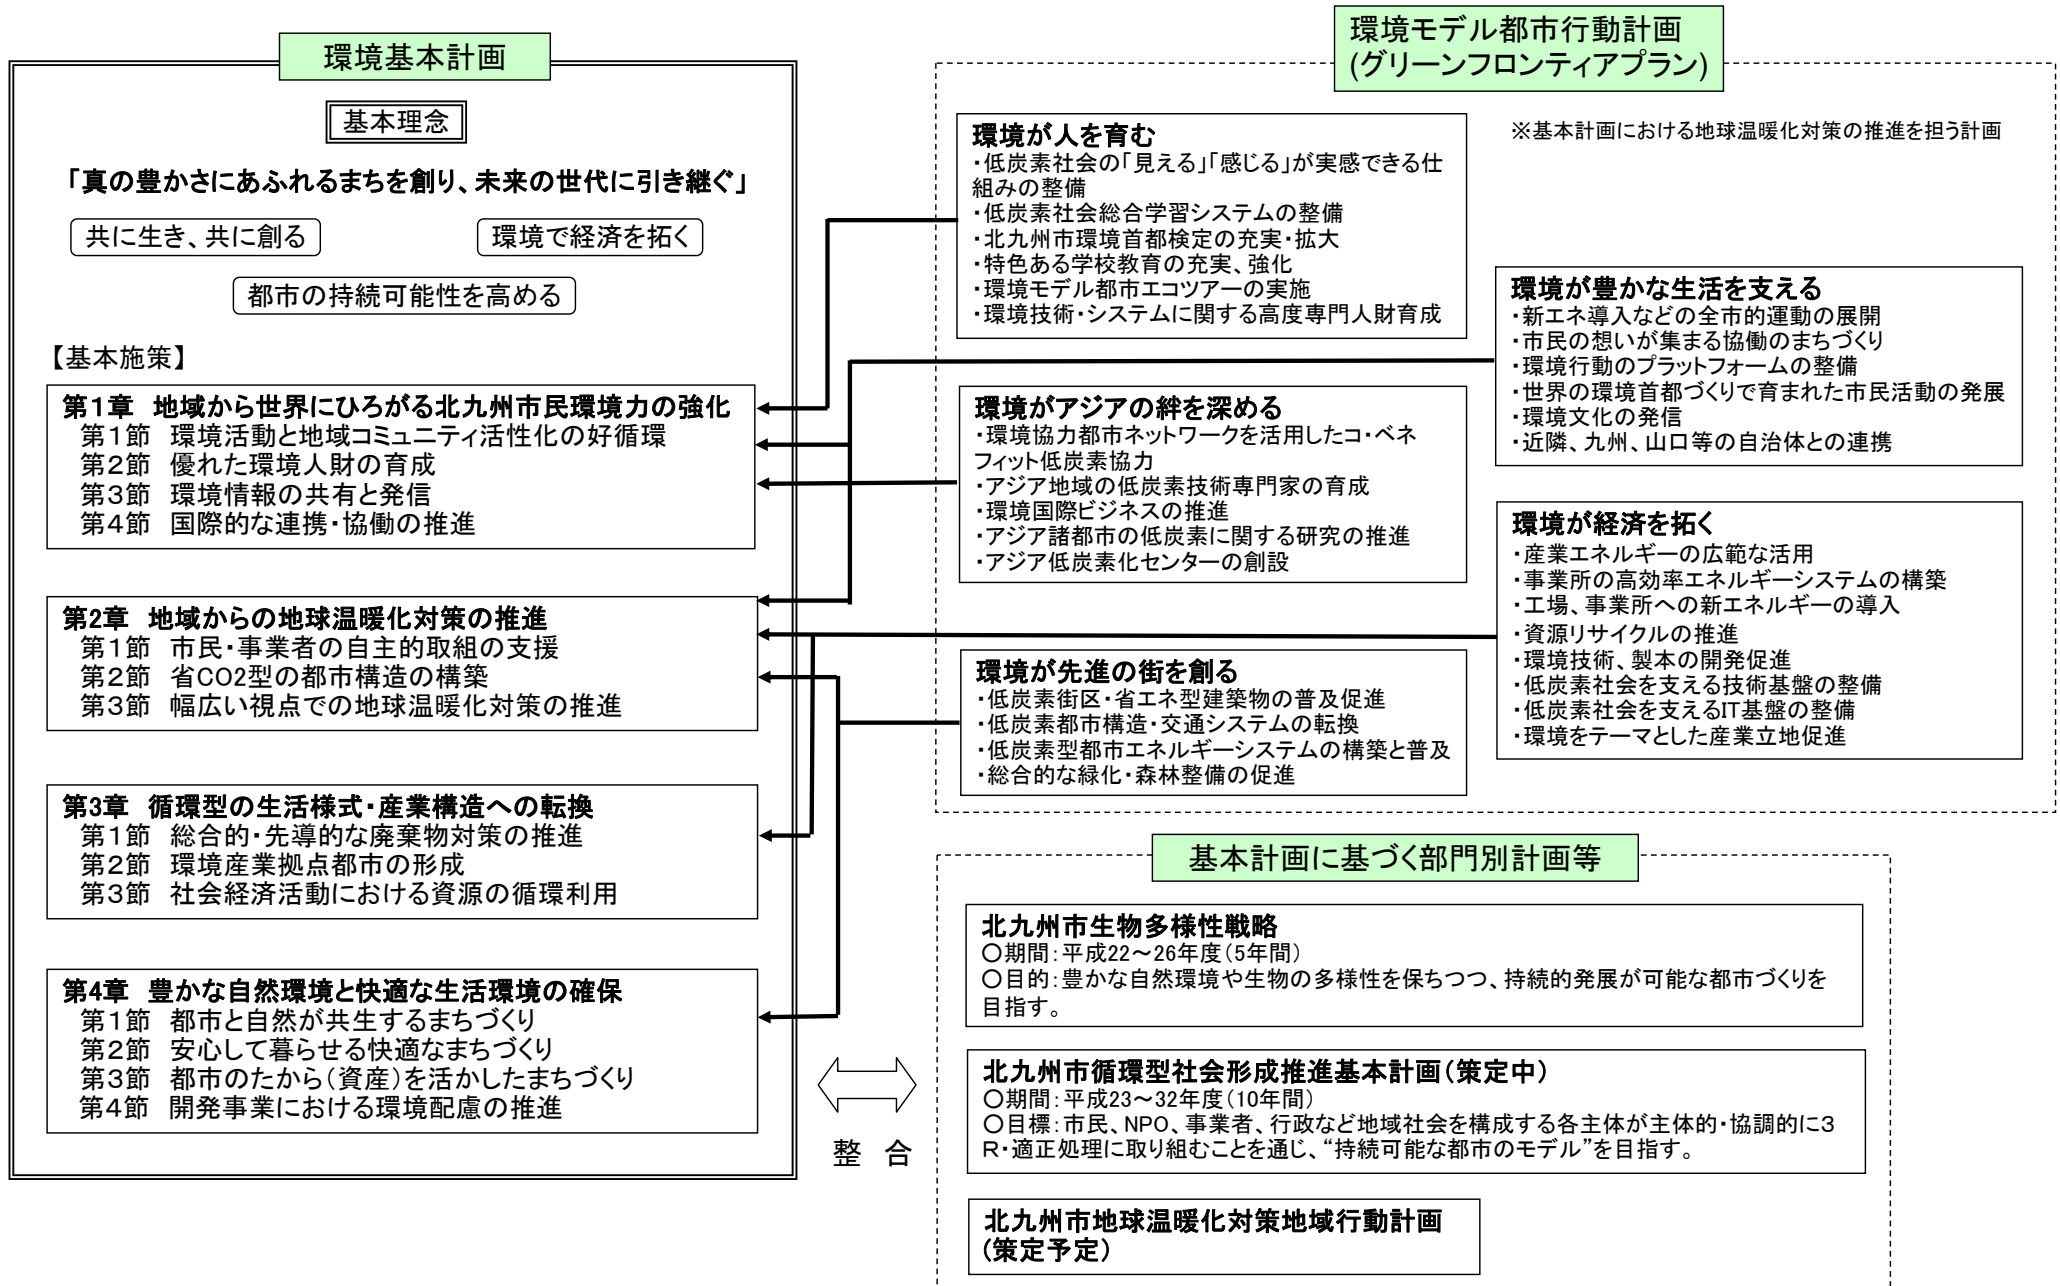 環境基本計画
基本理念
「真の豊かさにあふれるまちを創り、未来の世代に引き継ぐ」
共に生き、共に創る
環境で経済を拓く
都市の持続可能性を高める
【基本施策】
第1章 地域から世界にひろがる北九州市民環境力の強化
第1節 環境活動と地域コミュニティ活性化の好循環
第2節 優れた環境人財の育成
第3節 環境情報の共有と発信
第4節 国際的な連携・協働の推進
第2章 地域からの地球温暖化対策の推進
第1節 市民・事業者の自主的取組の支援
第2節 省CO2型の都市構造の構築
第3節 幅広い視点での地球温暖化対策の推進
第3章 循環型の生活様式・産業構造への転換
第1節 総合的・先導的な廃棄物対策の推進
第2節 環境産業拠点都市の形成
第3節 社会経済活動における資源の循環利用
第4章 豊かな自然環境と快適な生活環境の確保
第1節 都市と自然が共生するまちづくり
第2節 安心して暮らせる快適なまちづくり
第3節 都市のたから(資産)を活かしたまちづくり
第4節 開発事業における環境配慮の推進
整 合
環境モデル都市行動計画
(グリーンフロンティアプラン)
※基本計画における地球温暖化対策の推進を担う計画
環境が人を育む
・低炭素社会の「見える」「感じる」が実感できる仕
組みの整備
・低炭素社会総合学習システムの整備
・北九州市環境首都検定の充実・拡大
・特色ある学校教育の充実、強化
・環境モデル都市エコツアーの実施
・環境技術・システムに関する高度専門人財育成
環境がアジアの絆を深める
・環境協力都市ネットワークを活用したコ・ベネ
フィット低炭素協力
・アジア地域の低炭素技術専門家の育成
・環境国際ビジネスの推進
・アジア諸都市の低炭素に関する研究の推進
・アジア低炭素化センターの創設
環境が先進の街を創る
・低炭素街区・省エネ型建築物の普及促進
・低炭素都市構造・交通システムの転換
・低炭素型都市エネルギーシステムの構築と普及
・総合的な緑化・森林整備の促進
環境が豊かな生活を支える
・新エネ導入などの全市的運動の展開
・市民の想いが集まる協働のまちづくり
・環境行動のプラットフォームの整備
・世界の環境首都づくりで育まれた市民活動の発展
・環境文化の発信
・近隣、九州、山口等の自治体との連携
環境が経済を拓く
・産業エネルギーの広範な活用
・事業所の高効率エネルギーシステムの構築
・工場、事業所への新エネルギーの導入
・資源リサイクルの推進
・環境技術、製本の開発促進
・低炭素社会を支える技術基盤の整備
・低炭素社会を支えるIT基盤の整備
・環境をテーマとした産業立地促進
基本計画に基づく部門別計画等
北九州市生物多様性戦略
○期間：平成22～26年度(5年間)
○目的：豊かな自然環境や生物の多様性を保ちつつ、持続的発展が可能な都市づくりを
目指す。
北九州市循環型社会形成推進基本計画(策定中)
○期間：平成23～32年度(10年間)
○目標：市民、NPO、事業者、行政など地域社会を構成する各主体が主体的・協調的に3
R・適正処理に取り組むことを通じ、“持続可能な都市のモデル”を目指す。
北九州市地球温暖化対策地域行動計画
(策定予定)